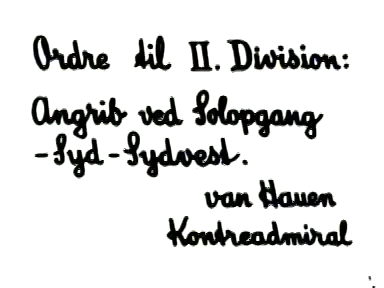 Ordre til II. Division:
Angrib ved Solopgang
- Syd - Sydvest.
van Hauen
Kontreadmiral